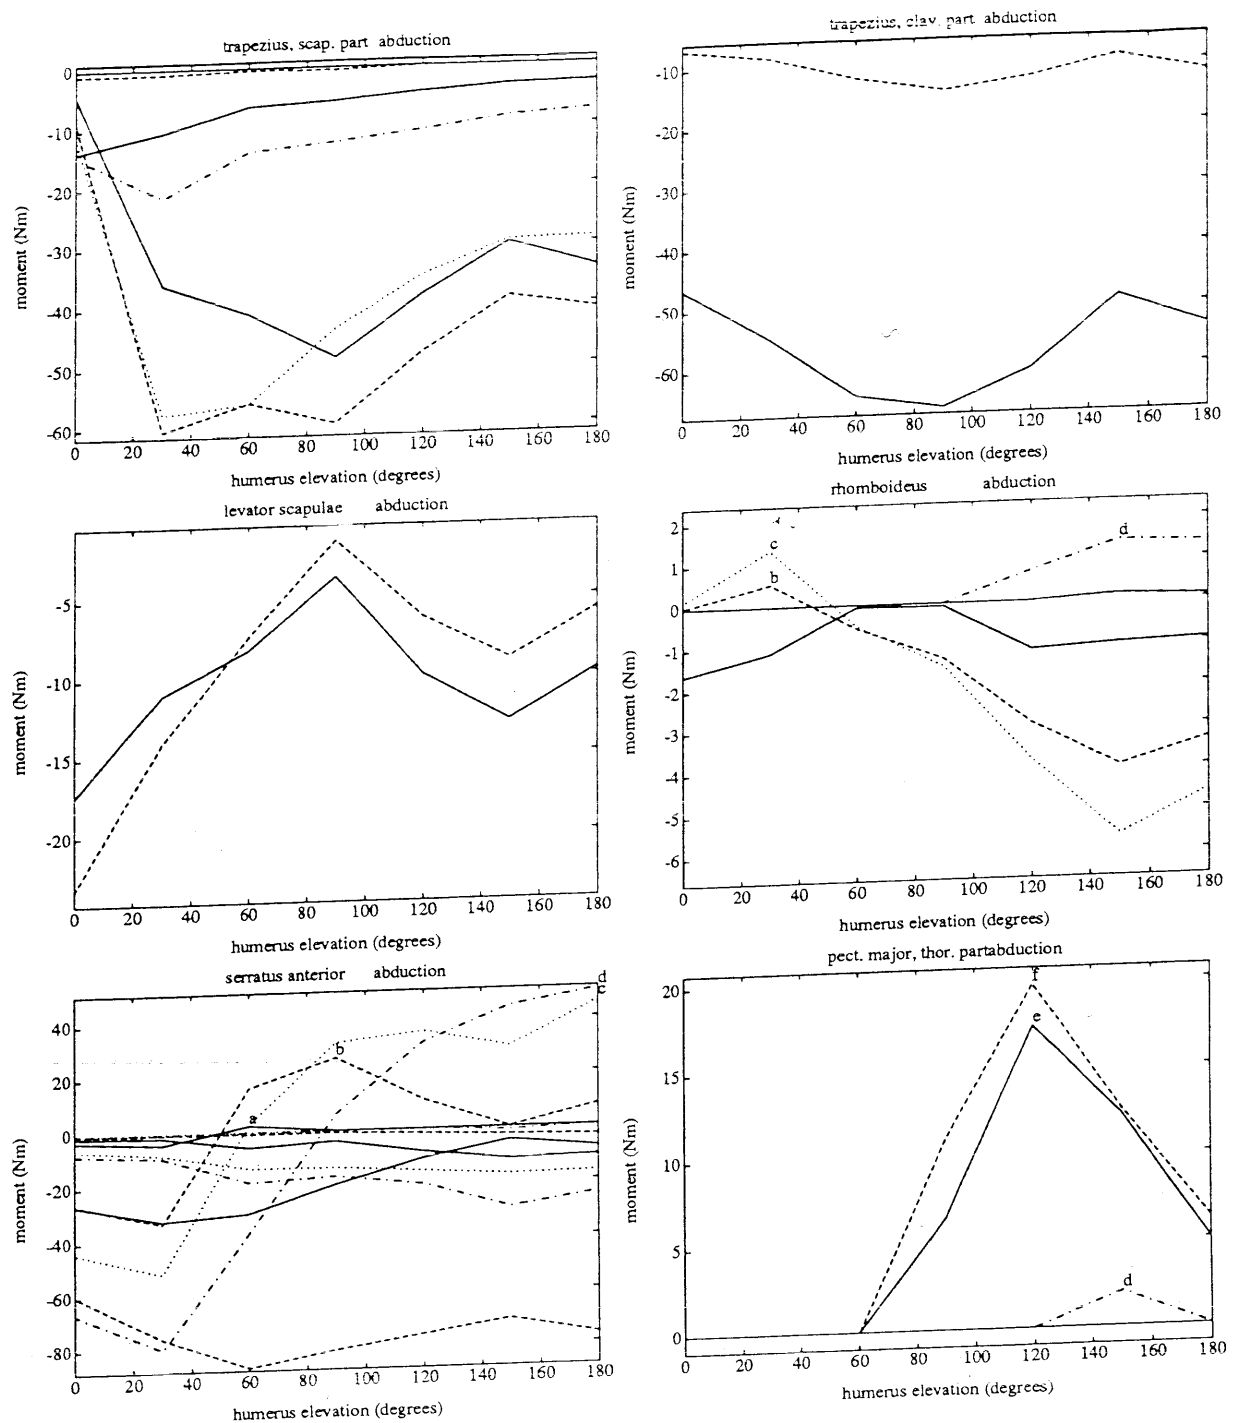 trapezius, scap. part abduction
0
-10
-20
-30
-40
-50
-60
moment (Nm)
0 20 40 60 80 100 120 140 160 180
humerus elevation (degrees)
trapezius, clav. part abduction
-10
-20
-30
-40
-50
-60
moment (Nm)
0 20 40 60 80 100 120 140 160 180
humerus elevation (degrees)
levator scapulae abduction
-5
-10
-15
-20
moment (Nm)
0 20 40 60 80 100 120 140 160 180
humerus elevation (degrees)
rhomboideus abduction
2
1
0
-1
-2
-3
-4
-5
-6
c
b
d
moment (Nm)
0 20 40 60 80 100 120 140 160 180
humerus elevation (degrees)
serratus anterior abduction
40
20
0
-20
-40
-60
-80
a
b
d
c
moment (Nm)
0 20 40 60 80 100 120 140 160 180
humerus elevation (degrees)
pect. major, thor. partabduction
20
15
10
5
0
f
e
d
moment (Nm)
0 20 40 60 80 100 120 140 160 180
humerus elevation (degrees)